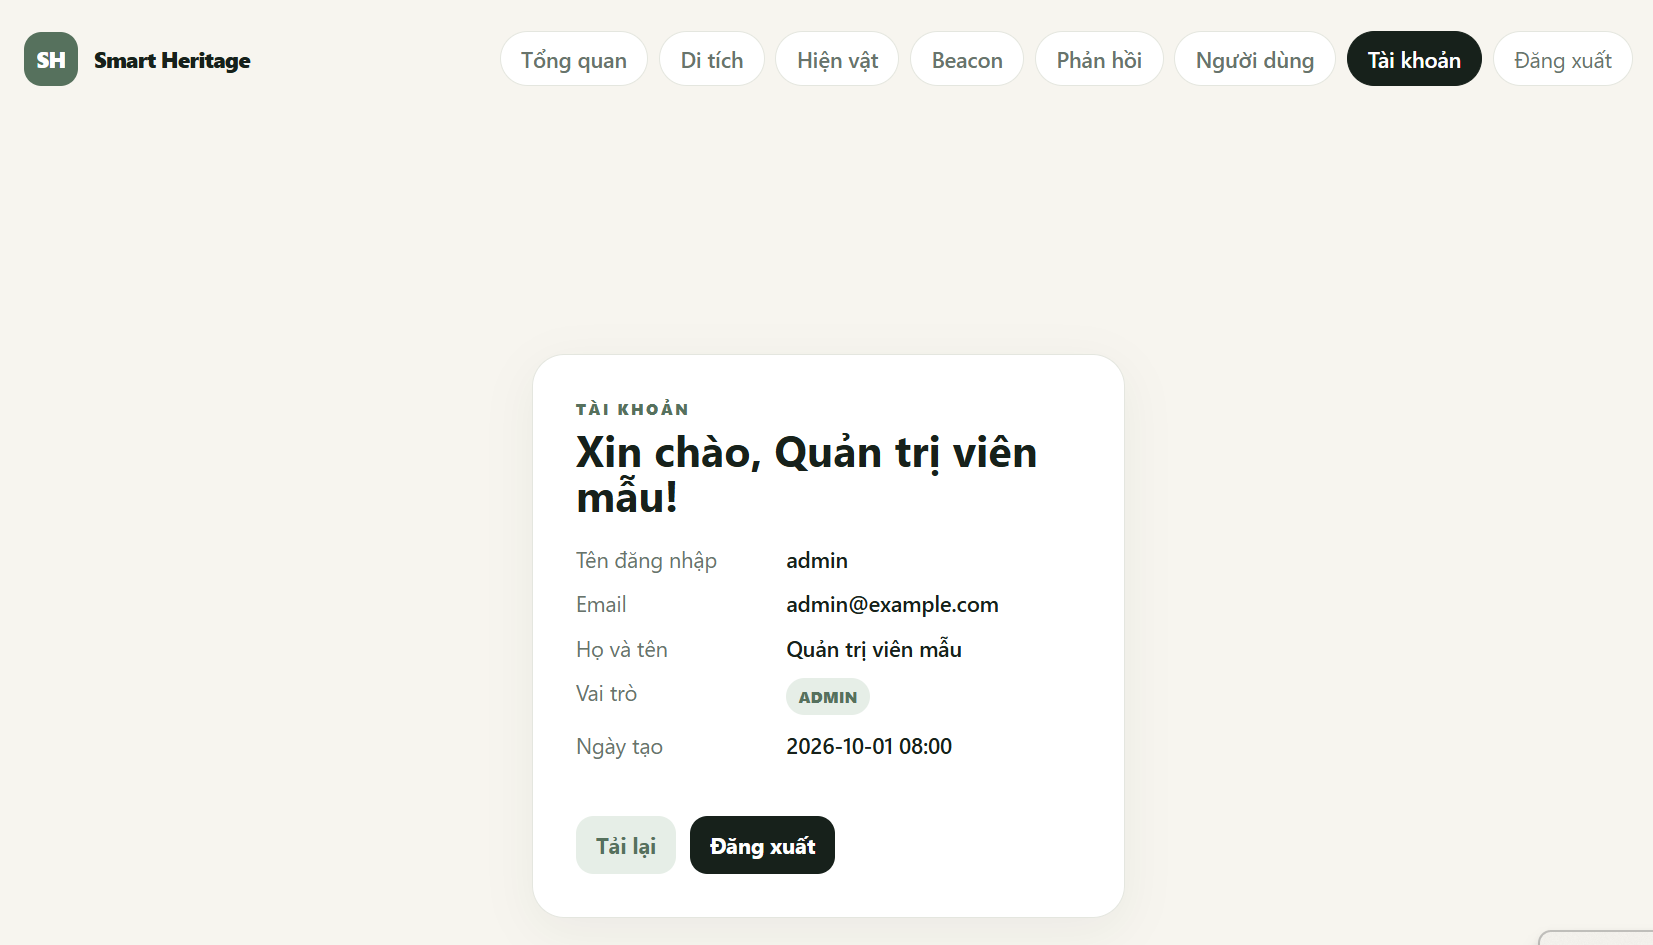 SH
Smart Heritage
Tổng quan
Di tích
Hiện vật
Beacon
Phản hồi
Người dùng
Tài khoản
Đăng xuất
TÀI KHOẢN
Xin chào, Quản trị viên
mẫu!
Tên đăng nhập admin
Email admin@example.com
Họ và tên Quản trị viên mẫu
Vai trò ADMIN
Ngày tạo 2026-10-01 08:00
Tải lại
Đăng xuất